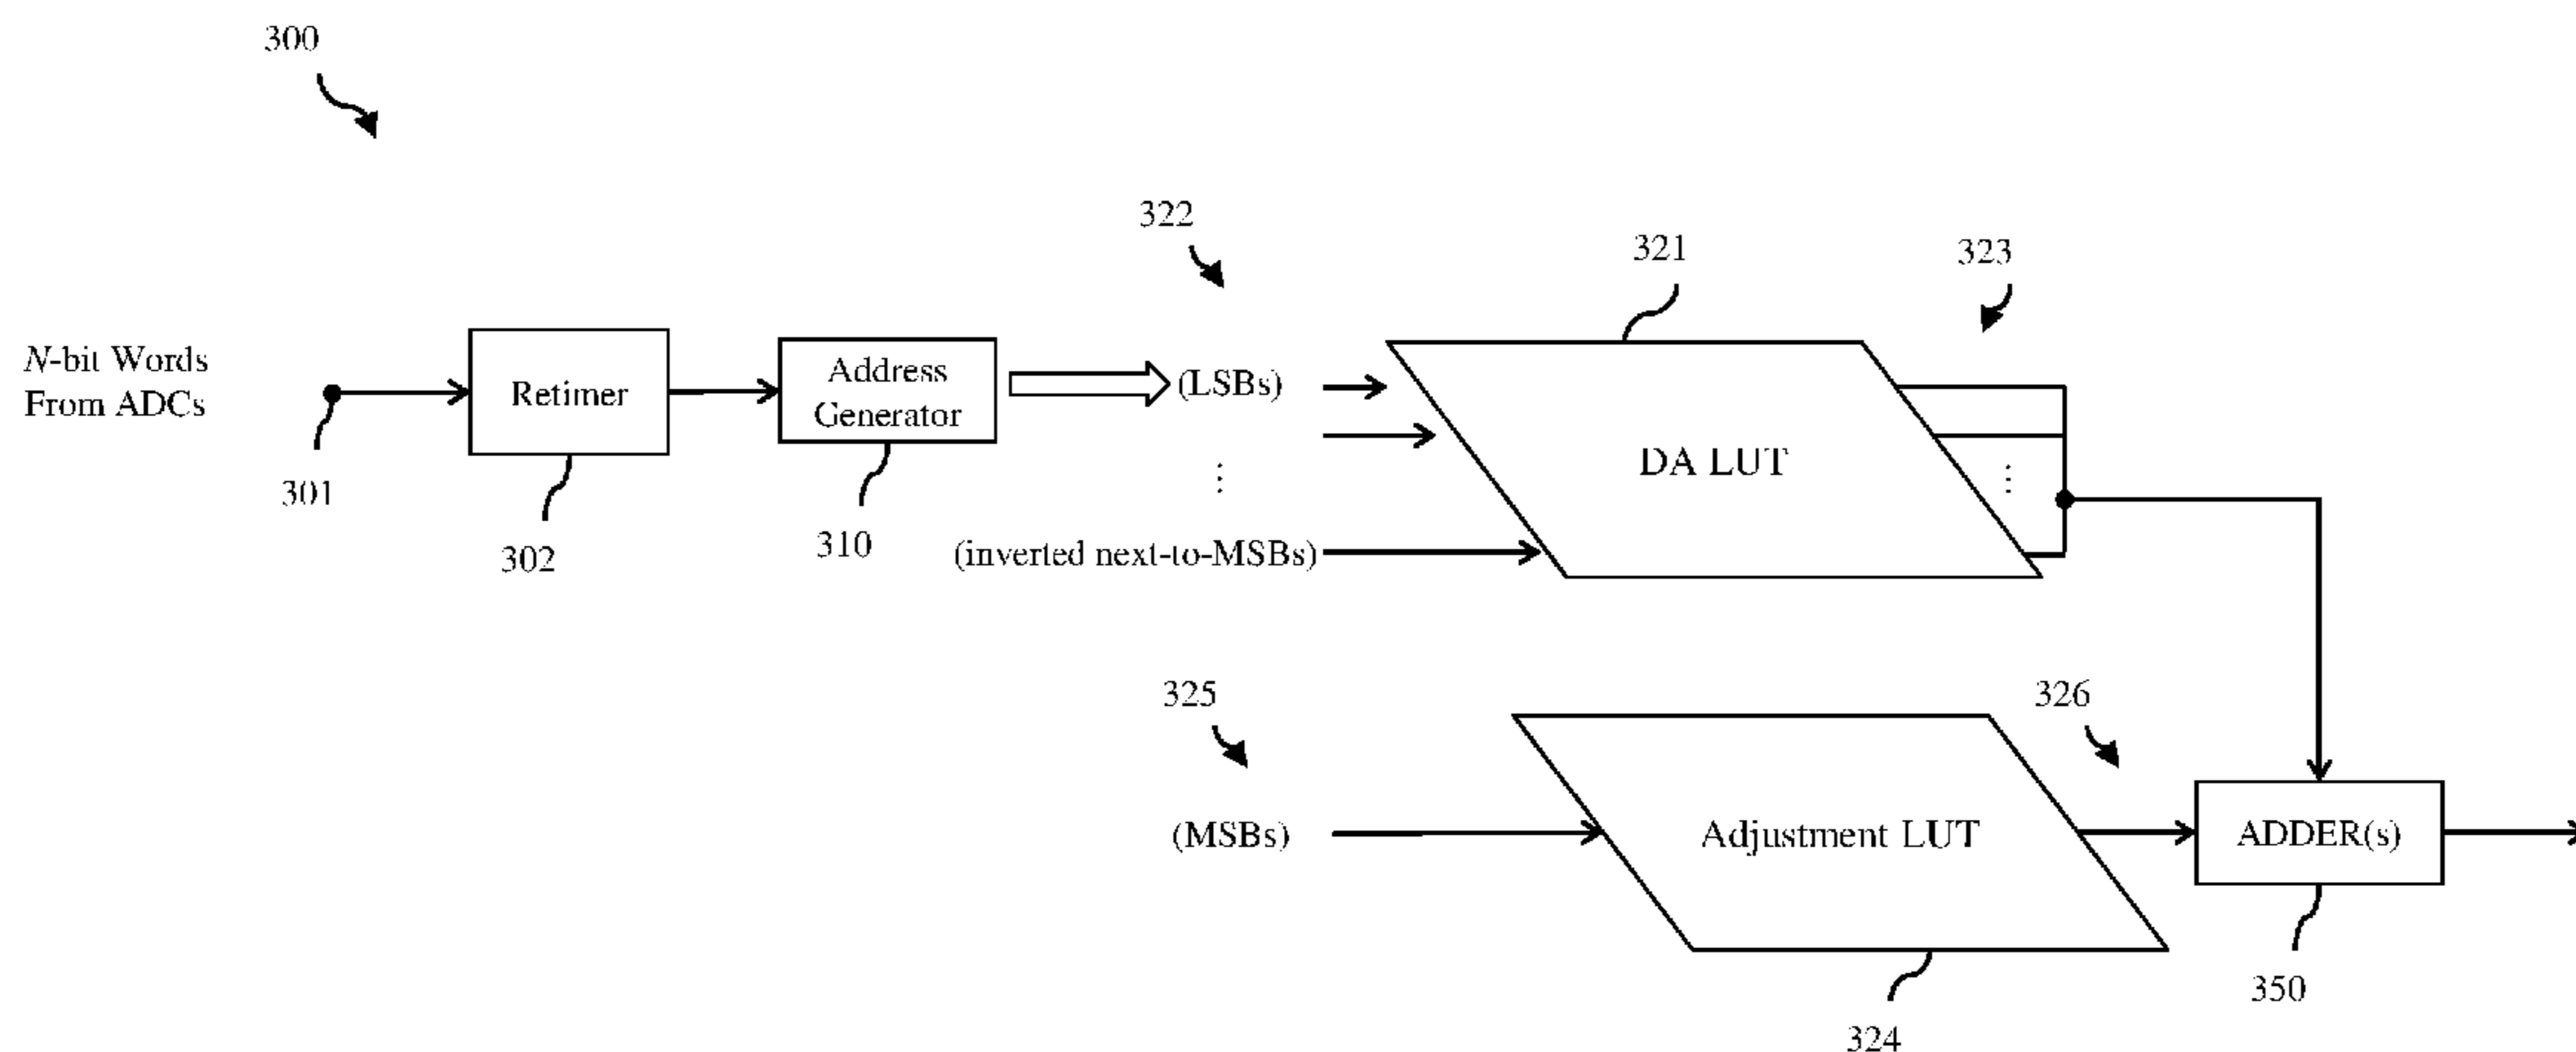 300
322
321
323
N-bit Words
From ADCs
Retimer
Address
Generator
(LSBs)
DA LUT
⋮
⋮
301
302
310
(inverted next-to-MSBs)
325
326
(MSBs)
Adjustment LUT
ADDER(s)
350
324